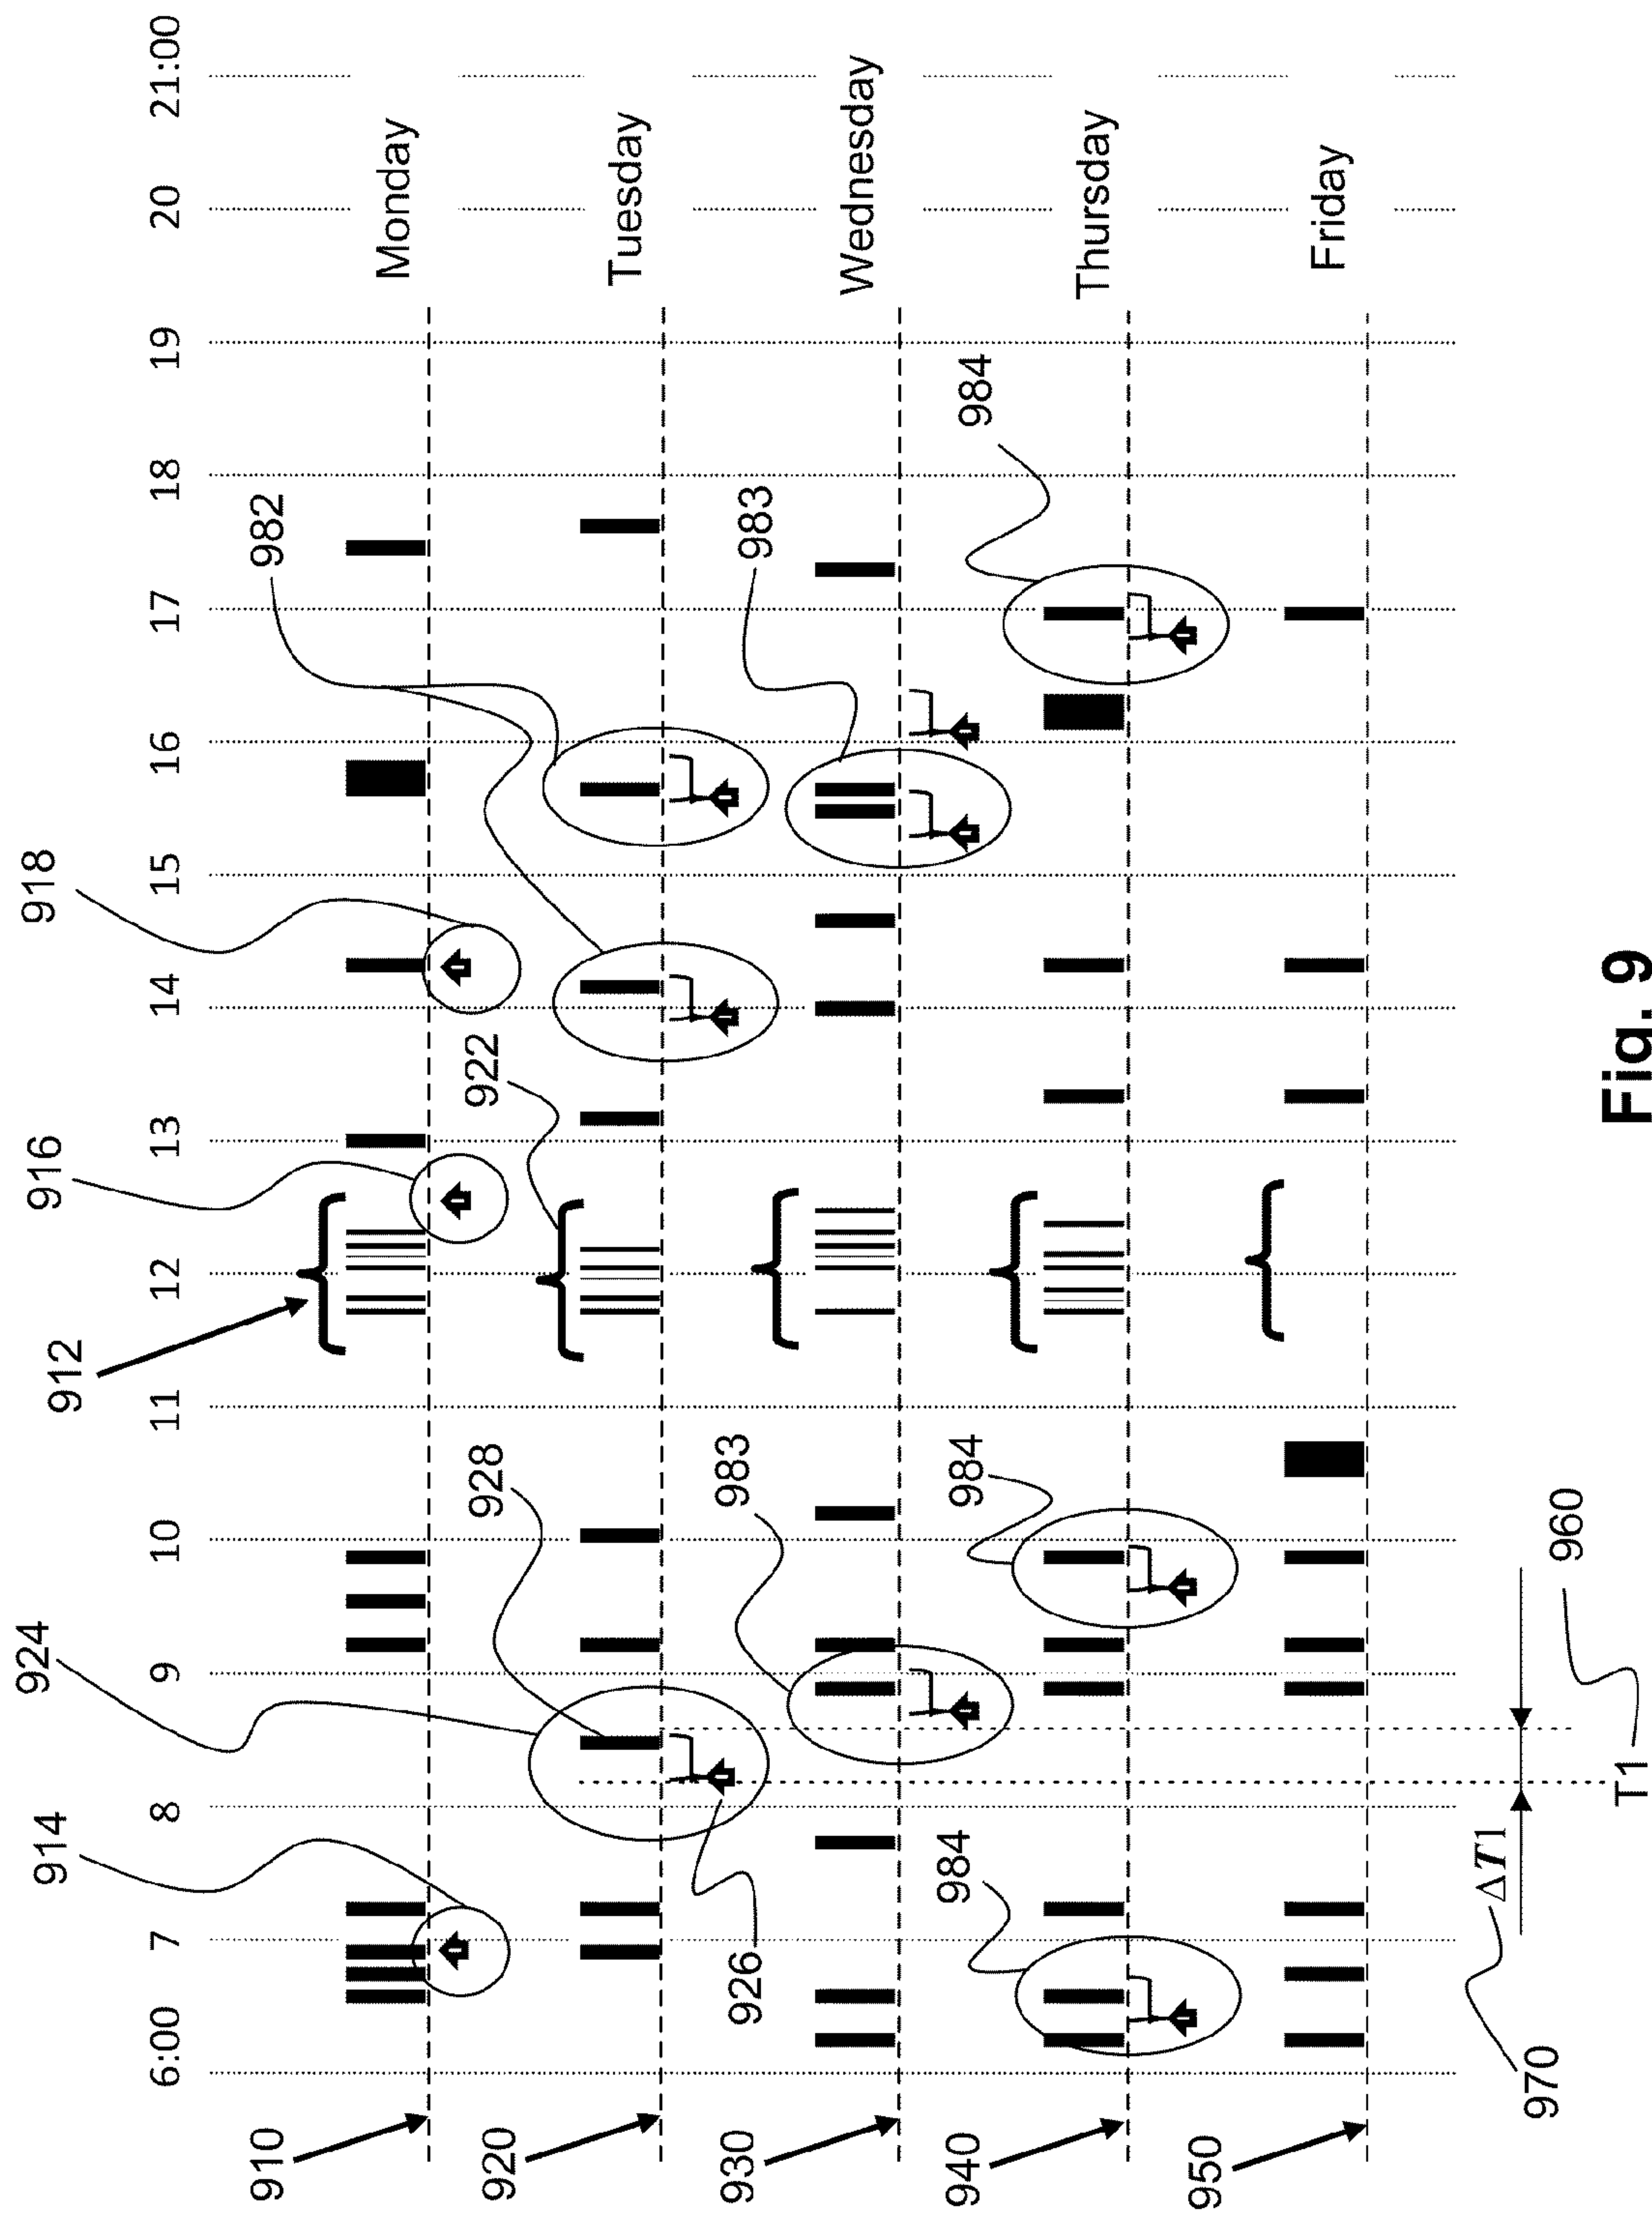 6:00 7 8 9 10 11 12 13 14 15 16 17 18 19 20 21:00
914 924 912 916 918
910 Monday
928 922 982
920 Tuesday
926 983 983
930 Wednesday
984 984 984
940 Thursday
950 Friday
970 ΔT1 T1 960
Fig. 9